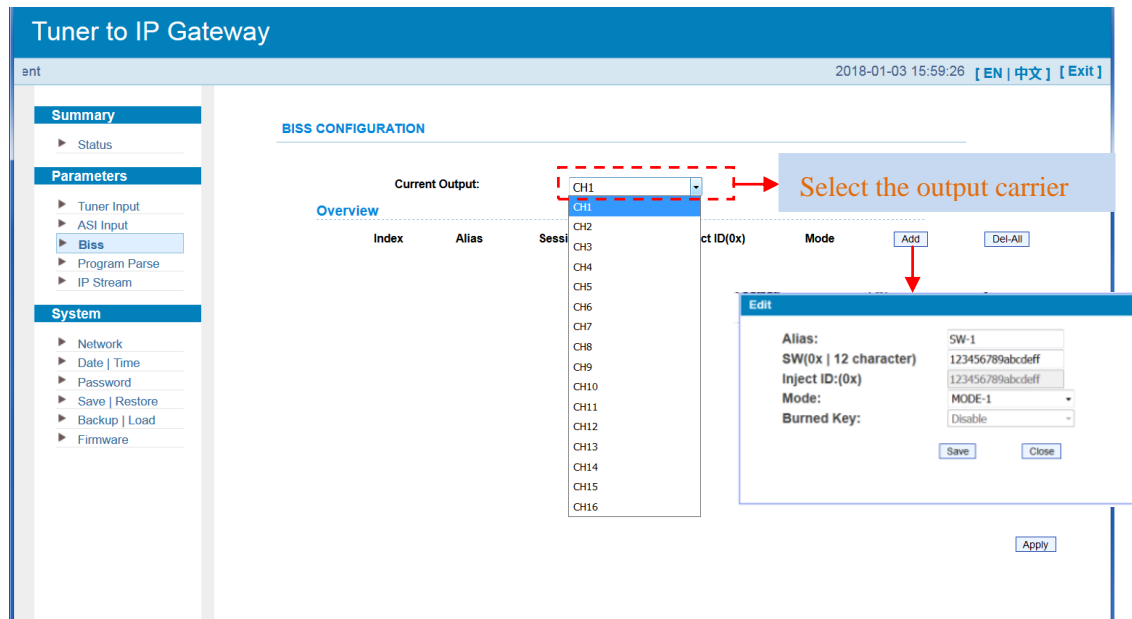 Tuner to IP Gateway
ent
2018-01-03 15:59:26 [ EN | 中文 ] [ Exit ]
Summary
Status
Parameters
Tuner Input
ASI Input
Biss
Program Parse
IP Stream
System
Network
Date | Time
Password
Save | Restore
Backup | Load
Firmware
BISS CONFIGURATION
Current Output: CH1
Select the output carrier
Overview
Index Alias Sessi ct ID(0x) Mode Add Del-All
CH1
CH2
CH3
CH4
CH5
CH6
CH7
CH8
CH9
CH10
CH11
CH12
CH13
CH14
CH15
CH16
Edit
Alias: SW-1
SW(0x | 12 character) 123456789abcdeff
Inject ID:(0x) 123456789abcdeff
Mode: MODE-1
Burned Key: Disable
Save Close
Apply